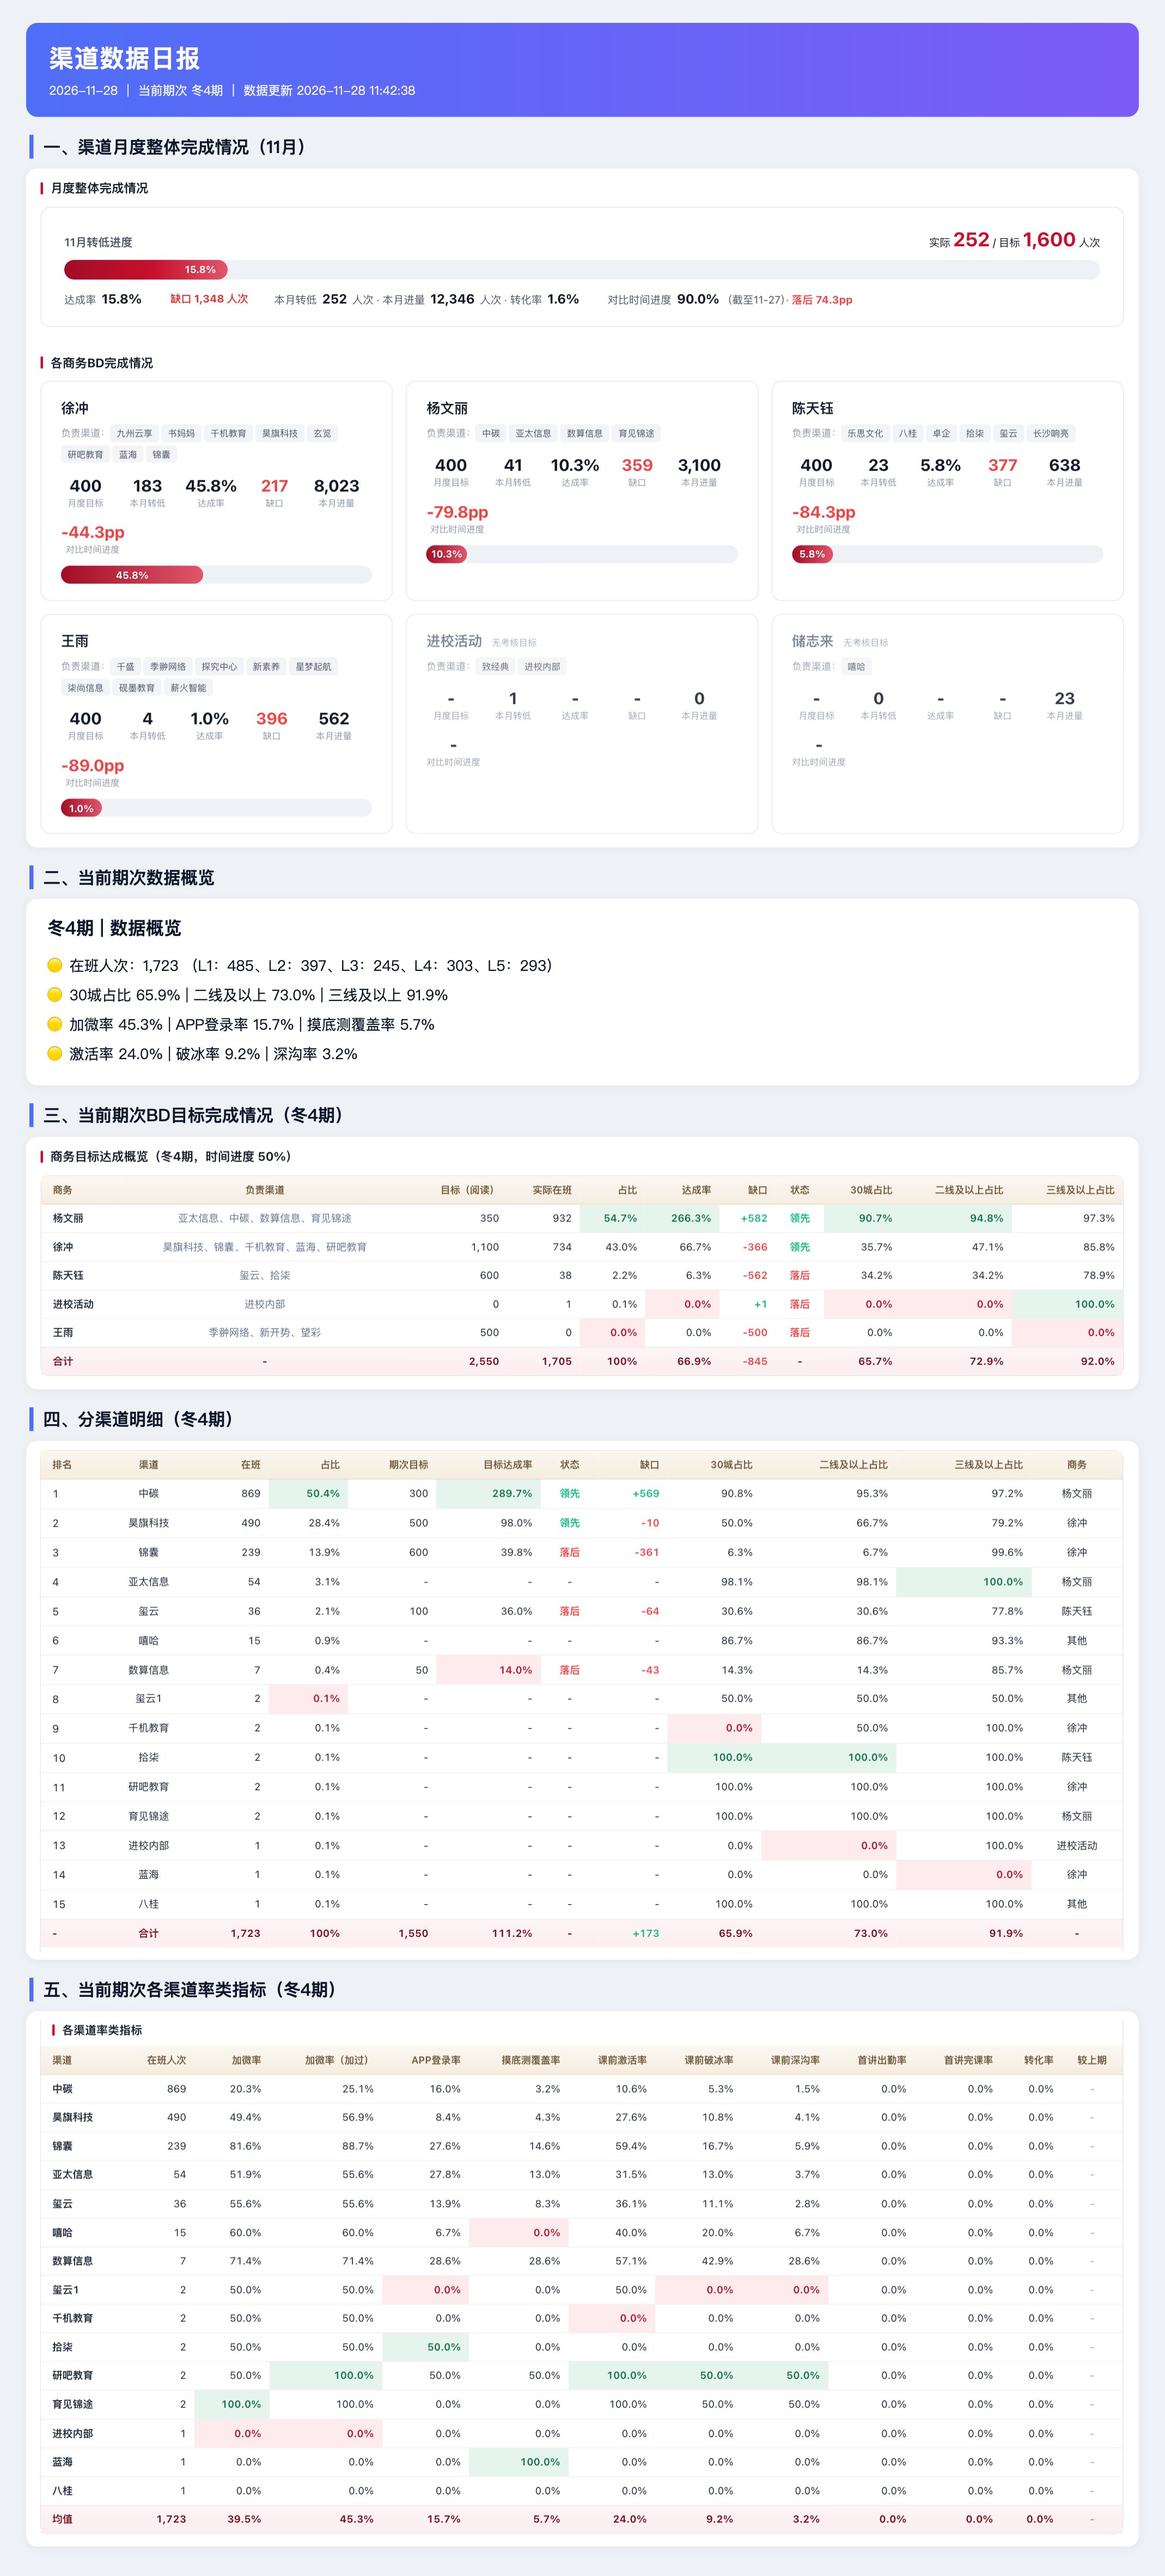 渠道数据日报
2026-11-28 | 当前期次 冬4期 | 数据更新 2026-11-28 11:42:38
一、渠道月度整体完成情况（11月）
月度整体完成情况
11月转低进度 实际 252 / 目标 1,600 人次
15.8%
达成率 15.8% 缺口 1,348 人次 本月转低 252 人次 · 本月进量 12,346 人次 · 转化率 1.6% 对比时间进度 90.0% （截至11-27）· 落后 74.3pp
各商务BD完成情况
徐冲
负责渠道： 九州云享 书妈妈 千机教育 昊旗科技 玄览
研吧教育 蓝海 锦囊
400 183 45.8% 217 8,023
月度目标 本月转低 达成率 缺口 本月进量
-44.3pp
对比时间进度
45.8%
杨文丽
负责渠道： 中碳 亚太信息 数算信息 育见锦途
400 41 10.3% 359 3,100
月度目标 本月转低 达成率 缺口 本月进量
-79.8pp
对比时间进度
10.3%
陈天钰
负责渠道： 乐思文化 八桂 卓企 拾柒 玺云 长沙响亮
400 23 5.8% 377 638
月度目标 本月转低 达成率 缺口 本月进量
-84.3pp
对比时间进度
5.8%
王雨
负责渠道： 千盛 季翀网络 探究中心 新素养 星梦起航
柒尚信息 砚墨教育 薪火智能
400 4 1.0% 396 562
月度目标 本月转低 达成率 缺口 本月进量
-89.0pp
对比时间进度
1.0%
进校活动 无考核目标
负责渠道： 致经典 进校内部
- 1 - - 0
月度目标 本月转低 达成率 缺口 本月进量
-
对比时间进度
储志来 无考核目标
负责渠道： 嘻哈
- 0 - - 23
月度目标 本月转低 达成率 缺口 本月进量
-
对比时间进度
二、当前期次数据概览
冬4期 | 数据概览
在班人次：1,723 （L1：485、L2：397、L3：245、L4：303、L5：293）
30城占比 65.9% | 二线及以上 73.0% | 三线及以上 91.9%
加微率 45.3% | APP登录率 15.7% | 摸底测覆盖率 5.7%
激活率 24.0% | 破冰率 9.2% | 深沟率 3.2%
三、当前期次BD目标完成情况（冬4期）
商务目标达成概览（冬4期，时间进度 50%）
商务 负责渠道 目标（阅读） 实际在班 占比 达成率 缺口 状态 30城占比 二线及以上占比 三线及以上占比
杨文丽 亚太信息、中碳、数算信息、育见锦途 350 932 54.7% 266.3% +582 领先 90.7% 94.8% 97.3%
徐冲 昊旗科技、锦囊、千机教育、蓝海、研吧教育 1,100 734 43.0% 66.7% -366 领先 35.7% 47.1% 85.8%
陈天钰 玺云、拾柒 600 38 2.2% 6.3% -562 落后 34.2% 34.2% 78.9%
进校活动 进校内部 0 1 0.1% 0.0% +1 落后 0.0% 0.0% 100.0%
王雨 季翀网络、新开势、望彩 500 0 0.0% 0.0% -500 落后 0.0% 0.0% 0.0%
合计 - 2,550 1,705 100% 66.9% -845 - 65.7% 72.9% 92.0%
四、分渠道明细（冬4期）
排名 渠道 在班 占比 期次目标 目标达成率 状态 缺口 30城占比 二线及以上占比 三线及以上占比 商务
1 中碳 869 50.4% 300 289.7% 领先 +569 90.8% 95.3% 97.2% 杨文丽
2 昊旗科技 490 28.4% 500 98.0% 领先 -10 50.0% 66.7% 79.2% 徐冲
3 锦囊 239 13.9% 600 39.8% 落后 -361 6.3% 6.7% 99.6% 徐冲
4 亚太信息 54 3.1% - - - - 98.1% 98.1% 100.0% 杨文丽
5 玺云 36 2.1% 100 36.0% 落后 -64 30.6% 30.6% 77.8% 陈天钰
6 嘻哈 15 0.9% - - - - 86.7% 86.7% 93.3% 其他
7 数算信息 7 0.4% 50 14.0% 落后 -43 14.3% 14.3% 85.7% 杨文丽
8 玺云1 2 0.1% - - - - 50.0% 50.0% 50.0% 其他
9 千机教育 2 0.1% - - - - 0.0% 50.0% 100.0% 徐冲
10 拾柒 2 0.1% - - - - 100.0% 100.0% 100.0% 陈天钰
11 研吧教育 2 0.1% - - - - 100.0% 100.0% 100.0% 徐冲
12 育见锦途 2 0.1% - - - - 100.0% 100.0% 100.0% 杨文丽
13 进校内部 1 0.1% - - - - 0.0% 0.0% 100.0% 进校活动
14 蓝海 1 0.1% - - - - 0.0% 0.0% 0.0% 徐冲
15 八桂 1 0.1% - - - - 100.0% 100.0% 100.0% 其他
- 合计 1,723 100% 1,550 111.2% - +173 65.9% 73.0% 91.9% -
五、当前期次各渠道率类指标（冬4期）
各渠道率类指标
渠道 在班人次 加微率 加微率（加过） APP登录率 摸底测覆盖率 课前激活率 课前破冰率 课前深沟率 首讲出勤率 首讲完课率 转化率 较上期
中碳 869 20.3% 25.1% 16.0% 3.2% 10.6% 5.3% 1.5% 0.0% 0.0% 0.0% -
昊旗科技 490 49.4% 56.9% 8.4% 4.3% 27.6% 10.8% 4.1% 0.0% 0.0% 0.0% -
锦囊 239 81.6% 88.7% 27.6% 14.6% 59.4% 16.7% 5.9% 0.0% 0.0% 0.0% -
亚太信息 54 51.9% 55.6% 27.8% 13.0% 31.5% 13.0% 3.7% 0.0% 0.0% 0.0% -
玺云 36 55.6% 55.6% 13.9% 8.3% 36.1% 11.1% 2.8% 0.0% 0.0% 0.0% -
嘻哈 15 60.0% 60.0% 6.7% 0.0% 40.0% 20.0% 6.7% 0.0% 0.0% 0.0% -
数算信息 7 71.4% 71.4% 28.6% 28.6% 57.1% 42.9% 28.6% 0.0% 0.0% 0.0% -
玺云1 2 50.0% 50.0% 0.0% 0.0% 50.0% 0.0% 0.0% 0.0% 0.0% 0.0% -
千机教育 2 50.0% 50.0% 0.0% 0.0% 0.0% 0.0% 0.0% 0.0% 0.0% 0.0% -
拾柒 2 50.0% 50.0% 50.0% 0.0% 0.0% 0.0% 0.0% 0.0% 0.0% 0.0% -
研吧教育 2 50.0% 100.0% 50.0% 50.0% 100.0% 50.0% 50.0% 0.0% 0.0% 0.0% -
育见锦途 2 100.0% 100.0% 0.0% 0.0% 100.0% 50.0% 50.0% 0.0% 0.0% 0.0% -
进校内部 1 0.0% 0.0% 0.0% 0.0% 0.0% 0.0% 0.0% 0.0% 0.0% 0.0% -
蓝海 1 0.0% 0.0% 0.0% 100.0% 0.0% 0.0% 0.0% 0.0% 0.0% 0.0% -
八桂 1 0.0% 0.0% 0.0% 0.0% 0.0% 0.0% 0.0% 0.0% 0.0% 0.0% -
均值 1,723 39.5% 45.3% 15.7% 5.7% 24.0% 9.2% 3.2% 0.0% 0.0% 0.0% -